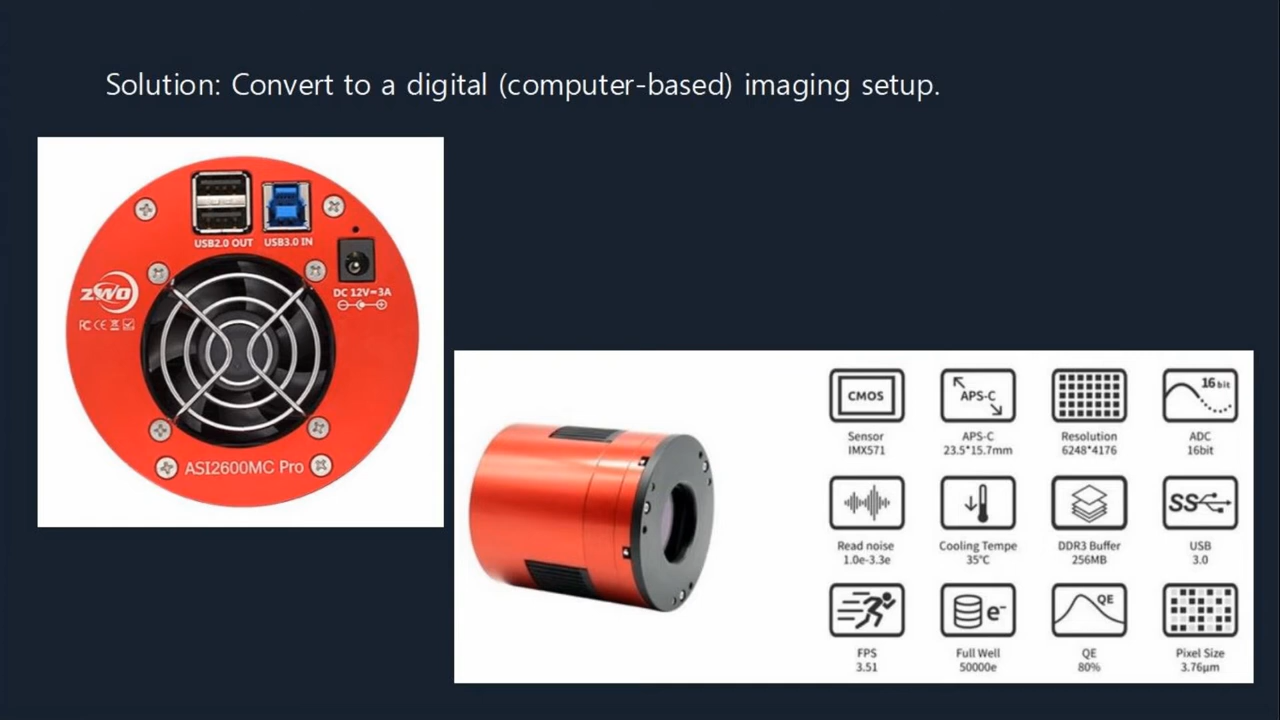 Solution: Convert to a digital (computer-based) imaging setup.
USB2.0 OUT
USB3.0 IN
DC 12V⎓3A
ZWO
FC CE
ASI2600MC Pro
CMOS
Sensor
IMX571
APS-C
APS-C
23.5*15.7mm
Resolution
6248*4176
16 bit
ADC
16bit
Read noise
1.0e-3.3e
Cooling Tempe
35°C
DDR3 Buffer
256MB
SS
USB
3.0
FPS
3.51
e-
Full Well
50000e
QE
QE
80%
Pixel Size
3.76μm